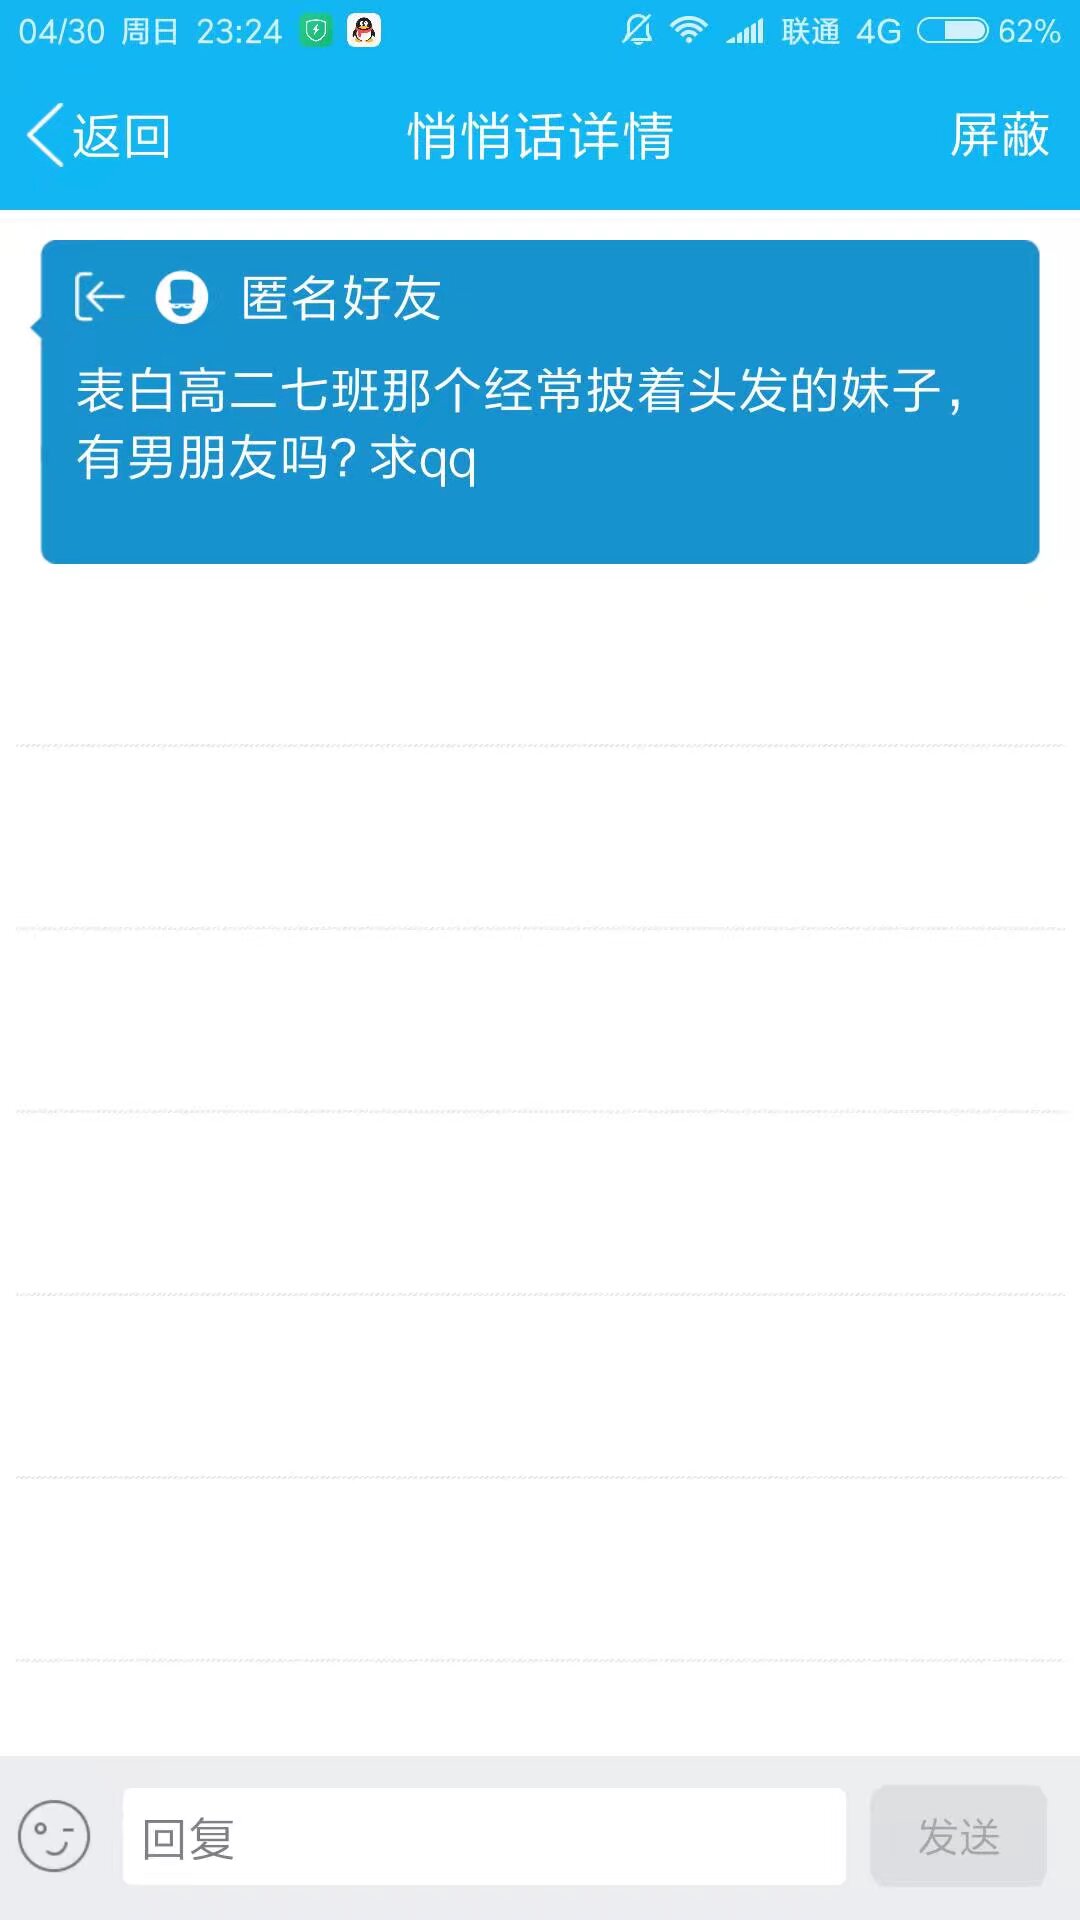 04/30 周日 23:24 联通 4G 62%
返回 悄悄话详情 屏蔽
匿名好友
表白高二七班那个经常披着头发的妹子，
有男朋友吗? 求qq
回复 发送